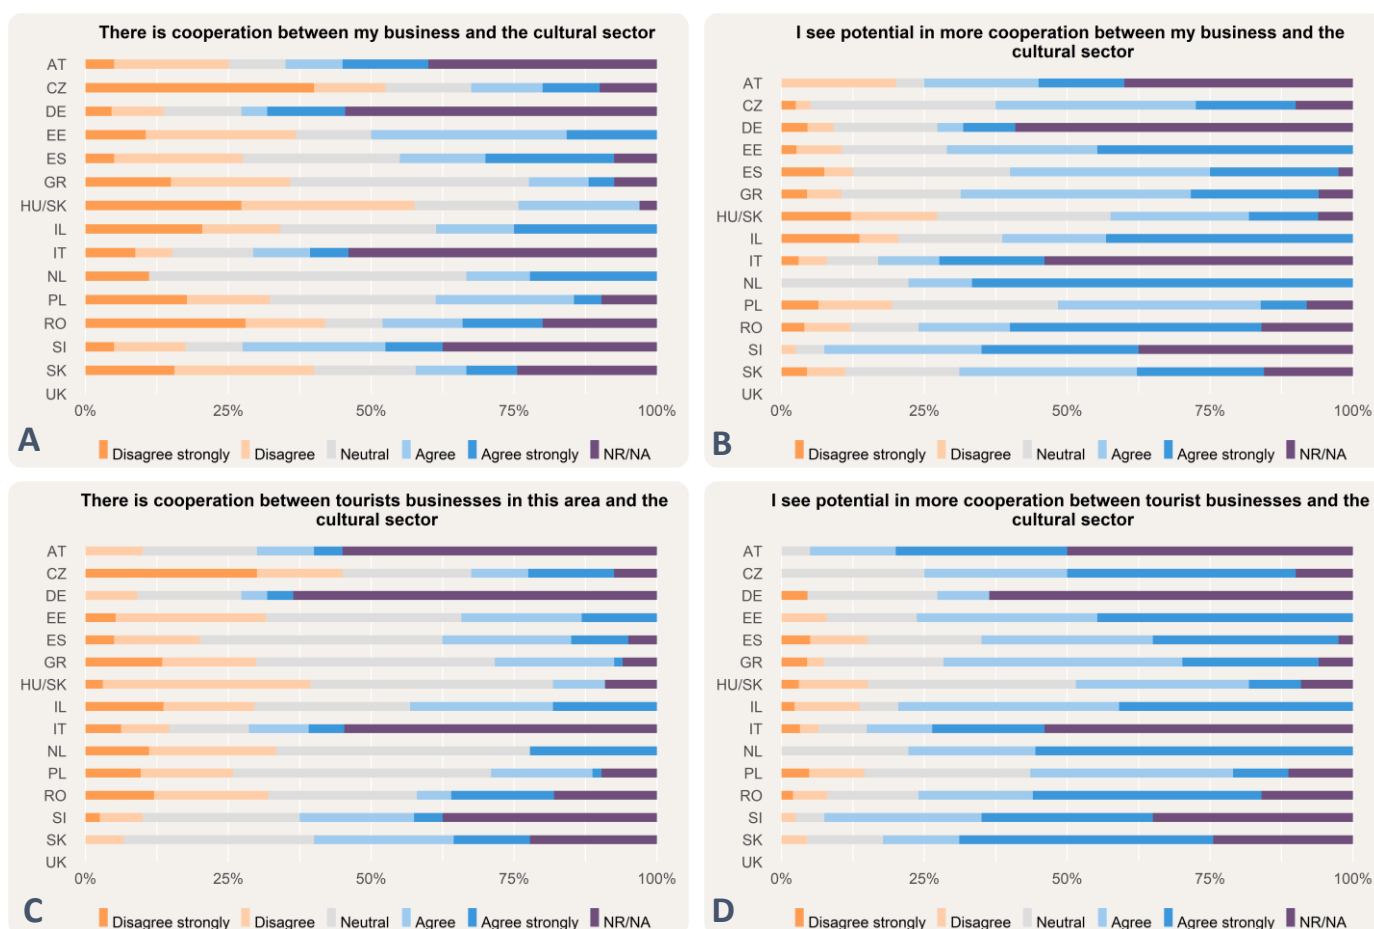 There is cooperation between my business and the cultural sector
AT
CZ
DE
EE
ES
GR
HU/SK
IL
IT
NL
PL
RO
SI
SK
UK
0% 25% 50% 75% 100%
A
Disagree strongly Disagree Neutral Agree Agree strongly NR/NA
I see potential in more cooperation between my business and the
cultural sector
AT
CZ
DE
EE
ES
GR
HU/SK
IL
IT
NL
PL
RO
SI
SK
UK
0% 25% 50% 75% 100%
B
Disagree strongly Disagree Neutral Agree Agree strongly NR/NA
There is cooperation between tourists businesses in this area and the
cultural sector
AT
CZ
DE
EE
ES
GR
HU/SK
IL
IT
NL
PL
RO
SI
SK
UK
0% 25% 50% 75% 100%
C
Disagree strongly Disagree Neutral Agree Agree strongly NR/NA
I see potential in more cooperation between tourist businesses and the
cultural sector
AT
CZ
DE
EE
ES
GR
HU/SK
IL
IT
NL
PL
RO
SI
SK
UK
0% 25% 50% 75% 100%
D
Disagree strongly Disagree Neutral Agree Agree strongly NR/NA